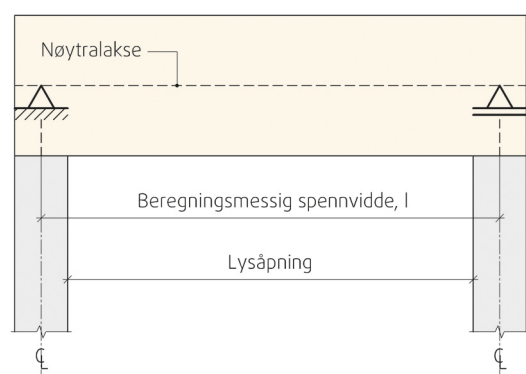 Nøytralakse
Beregningsmessig spennvidde, l
Lysåpning
℄ ℄